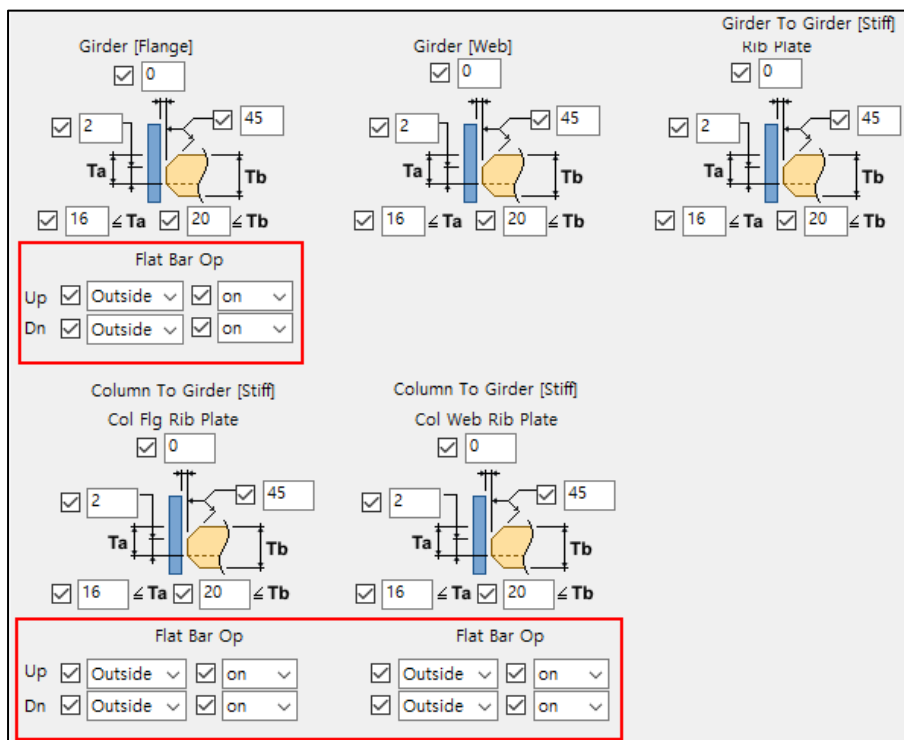 Girder To Girder [Stiff]
Girder [Flange] Girder [Web] Rib Plate
0 0 0
2 45 2 45 2 45
Ta Tb Ta Tb Ta Tb
16 ≦ Ta 20 ≦ Tb 16 ≦ Ta 20 ≦ Tb 16 ≦ Ta 20 ≦ Tb
Flat Bar Op
Up Outside on
Dn Outside on
Column To Girder [Stiff] Column To Girder [Stiff]
Col Flg Rib Plate Col Web Rib Plate
0 0
2 45 2 45
Ta Tb Ta Tb
16 ≦ Ta 20 ≦ Tb 16 ≦ Ta 20 ≦ Tb
Flat Bar Op Flat Bar Op
Up Outside on Outside on
Dn Outside on Outside on